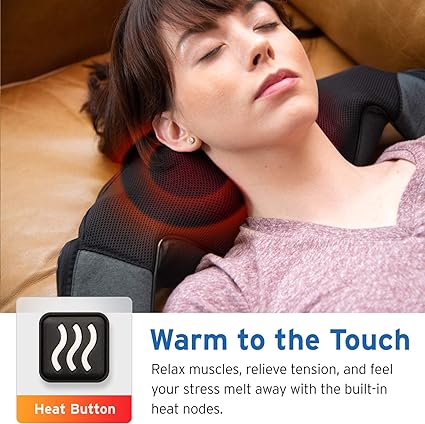 Warm to the Touch
Relax muscles, relieve tension, and feel
your stress melt away with the built-in
heat nodes.
Heat Button